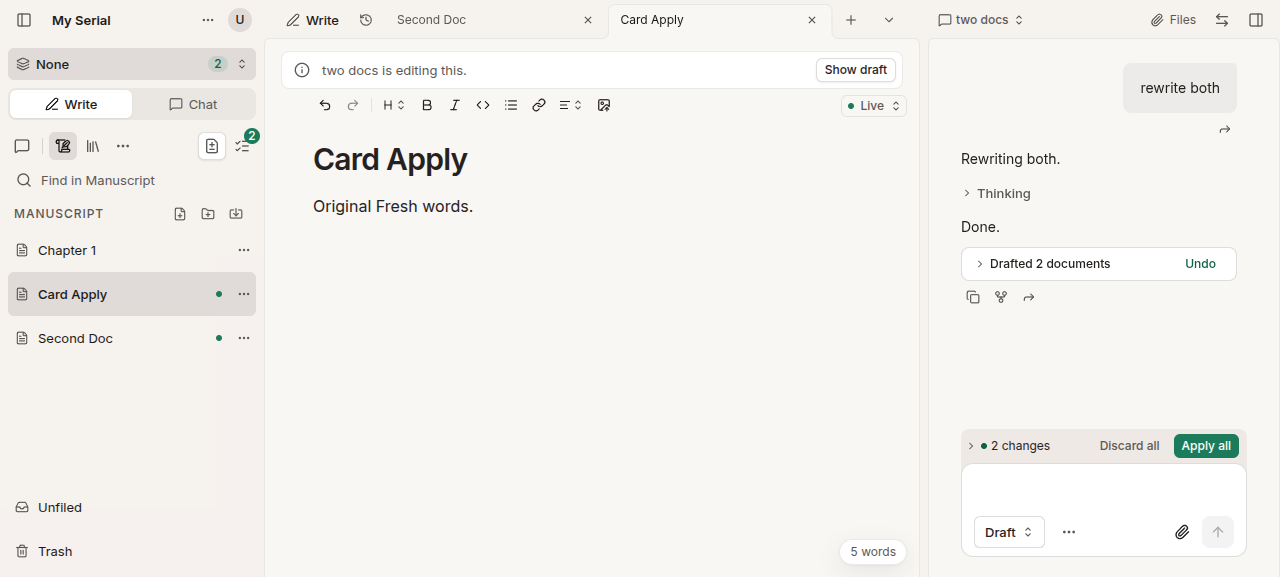 My Serial
U
None
2
Write
Chat
2
Find in Manuscript
MANUSCRIPT
Chapter 1
Card Apply
Second Doc
Unfiled
Trash
Write
Second Doc
Card Apply
two docs is editing this.
Show draft
H
B
I
Live
Card Apply
Original Fresh words.
5 words
two docs
Files
rewrite both
Rewriting both.
Thinking
Done.
Drafted 2 documents
Undo
2 changes
Discard all
Apply all
Draft